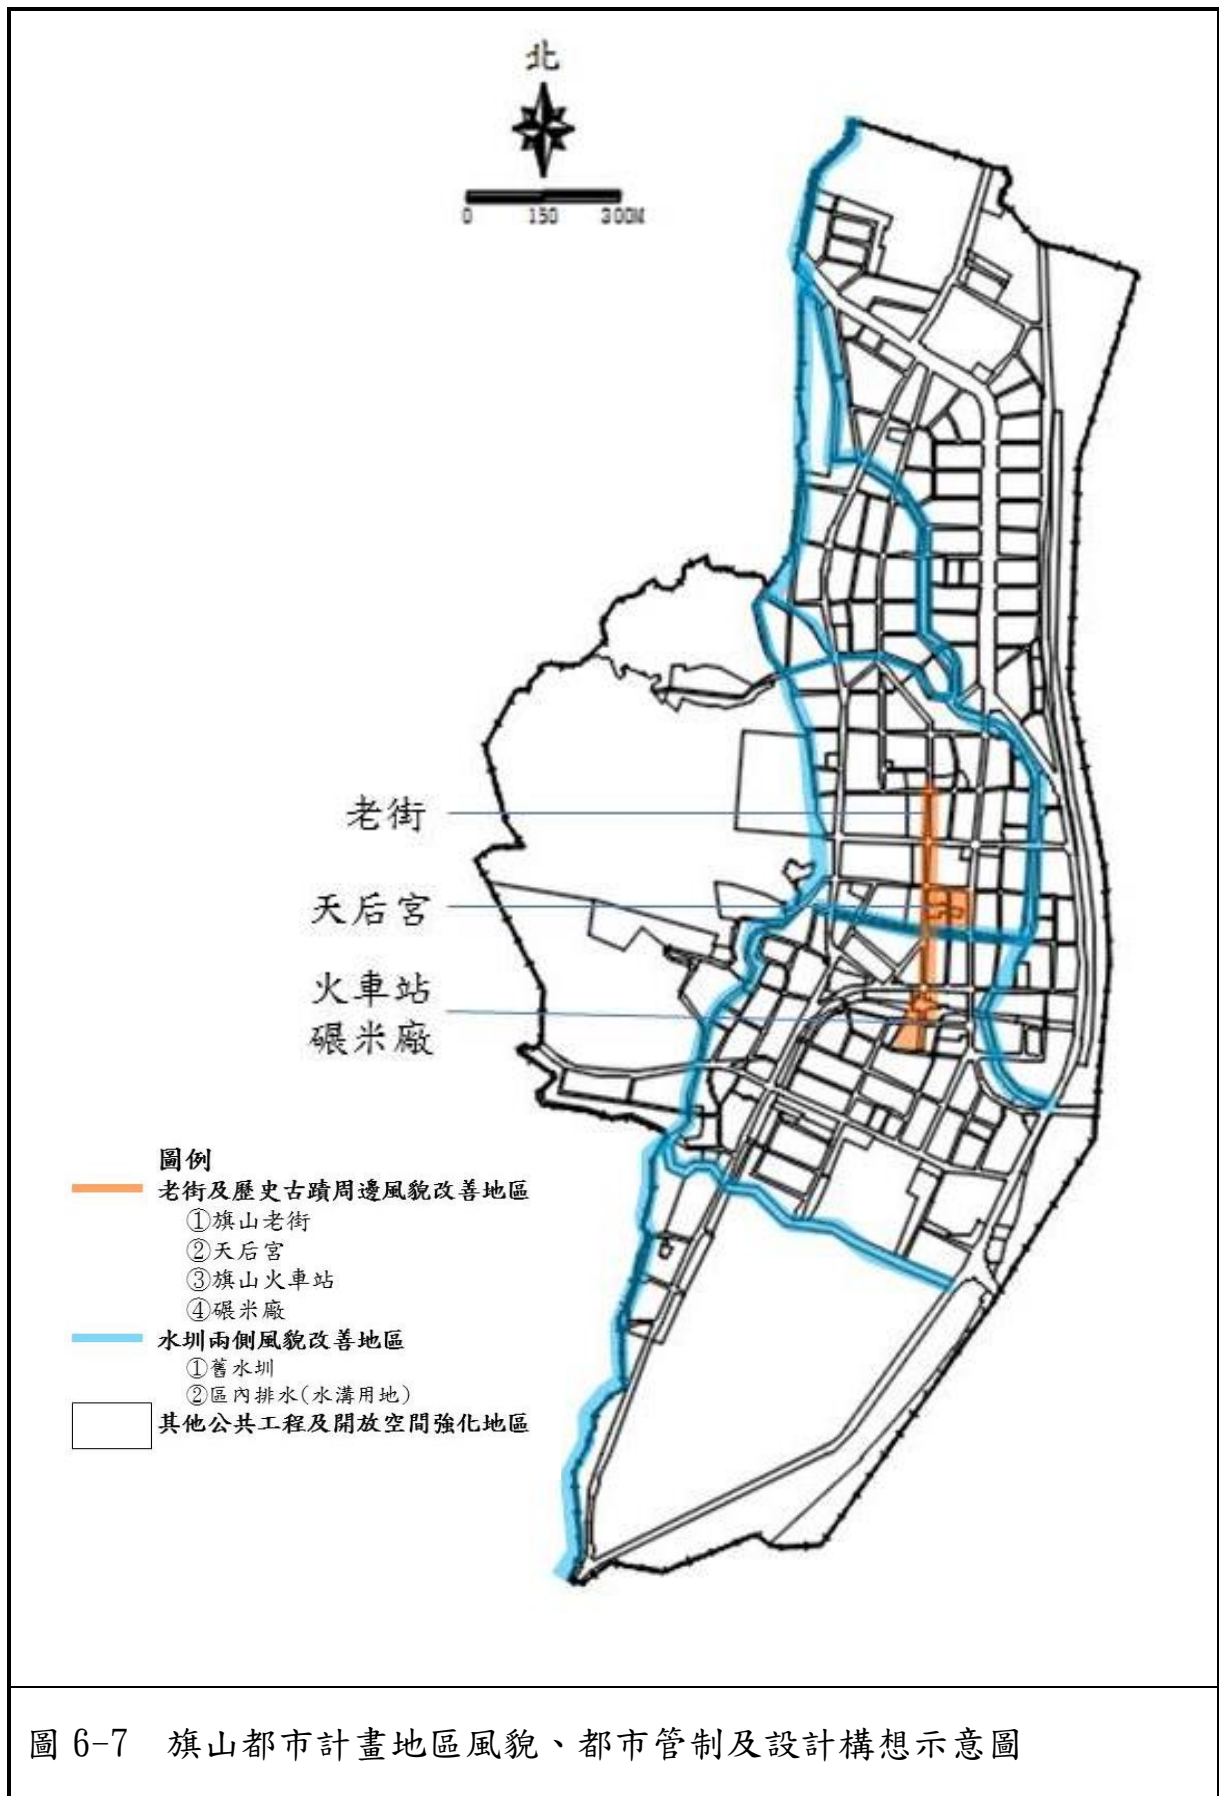 北
0 150 300M
老街
天后宮
火車站
碾米廠
圖例
老街及歷史古蹟周邊風貌改善地區
①旗山老街
②天后宮
③旗山火車站
④碾米廠
水圳兩側風貌改善地區
①舊水圳
②區內排水(水溝用地)
其他公共工程及開放空間強化地區
圖 6-7 旗山都市計畫地區風貌、都市管制及設計構想示意圖